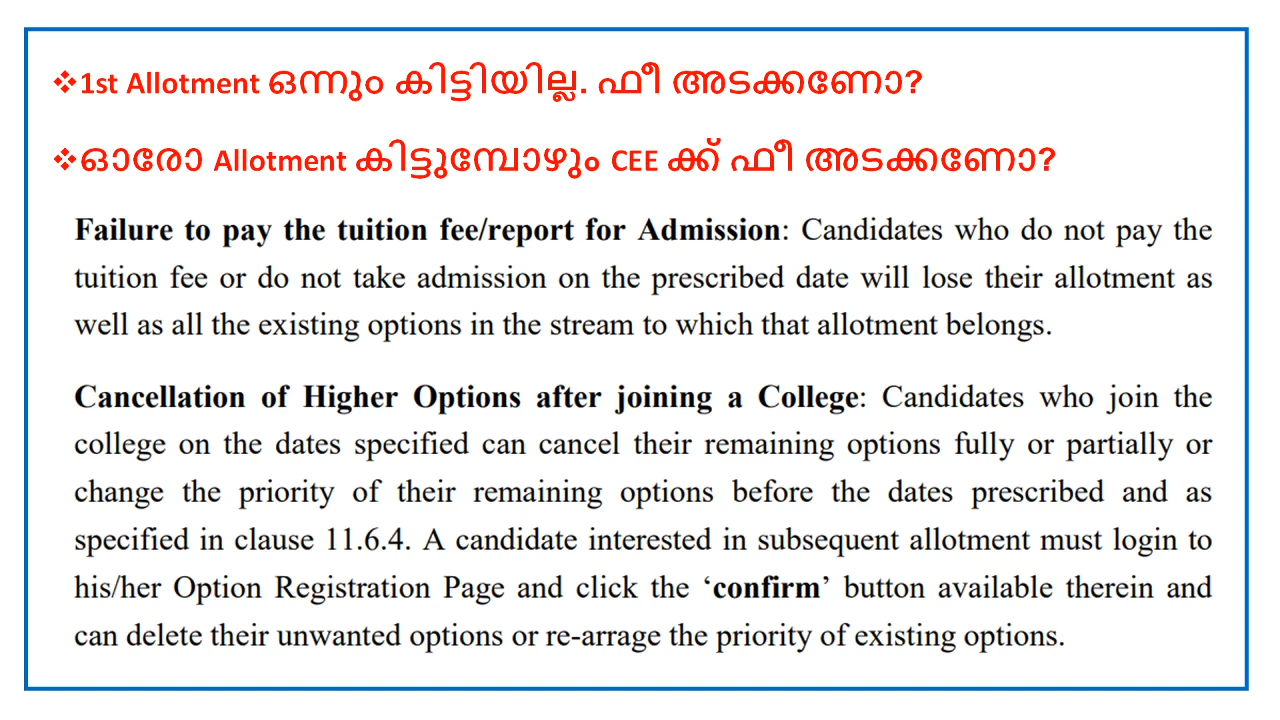 ❖1st Allotment ഒന്നും കിട്ടിയില്ല. ഫീ അടക്കണോ?
❖ഓരോ Allotment കിട്ടുമ്പോഴും CEE ക്ക് ഫീ അടക്കണോ?
Failure to pay the tuition fee/report for Admission: Candidates who do not pay the
tuition fee or do not take admission on the prescribed date will lose their allotment as
well as all the existing options in the stream to which that allotment belongs.
Cancellation of Higher Options after joining a College: Candidates who join the
college on the dates specified can cancel their remaining options fully or partially or
change the priority of their remaining options before the dates prescribed and as
specified in clause 11.6.4. A candidate interested in subsequent allotment must login to
his/her Option Registration Page and click the ‘confirm’ button available therein and
can delete their unwanted options or re-arrage the priority of existing options.